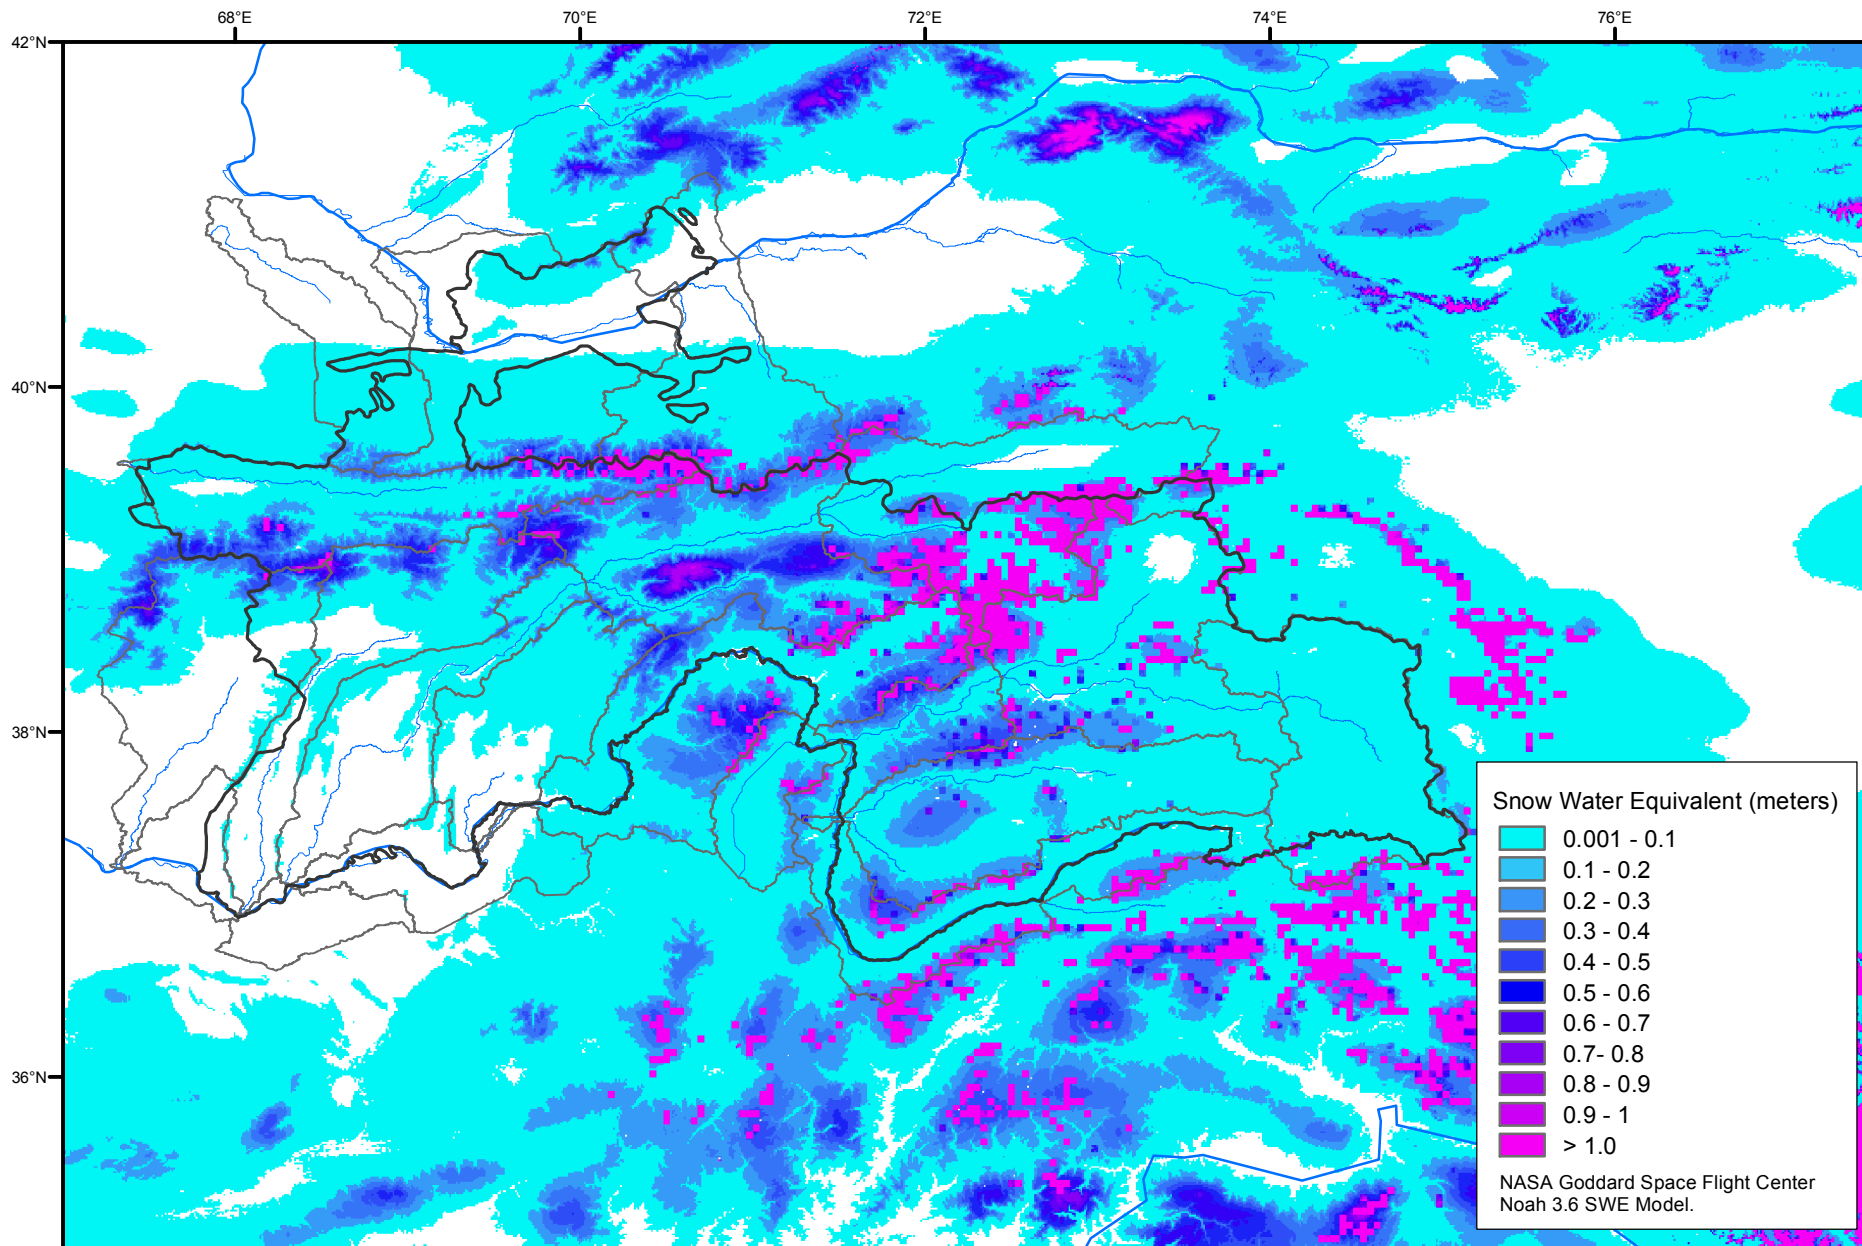 68°E 70°E 72°E 74°E 76°E
42°N
40°N
38°N
36°N
Snow Water Equivalent (meters)
0.001 - 0.1
0.1 - 0.2
0.2 - 0.3
0.3 - 0.4
0.4 - 0.5
0.5 - 0.6
0.6 - 0.7
0.7- 0.8
0.8 - 0.9
0.9 - 1
> 1.0
NASA Goddard Space Flight Center
Noah 3.6 SWE Model.